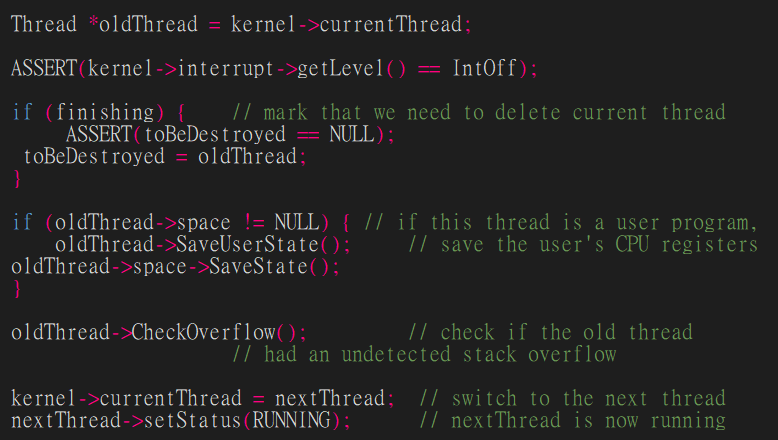 Thread *oldThread = kernel->currentThread;
ASSERT(kernel->interrupt->getLevel() == IntOff);
if (finishing) {    // mark that we need to delete current thread
     ASSERT(toBeDestroyed == NULL);
 toBeDestroyed = oldThread;
}
if (oldThread->space != NULL) { // if this thread is a user program,
    oldThread->SaveUserState();     // save the user's CPU registers
oldThread->space->SaveState();
}
oldThread->CheckOverflow();         // check if the old thread
                    // had an undetected stack overflow
kernel->currentThread = nextThread;  // switch to the next thread
nextThread->setStatus(RUNNING);      // nextThread is now running